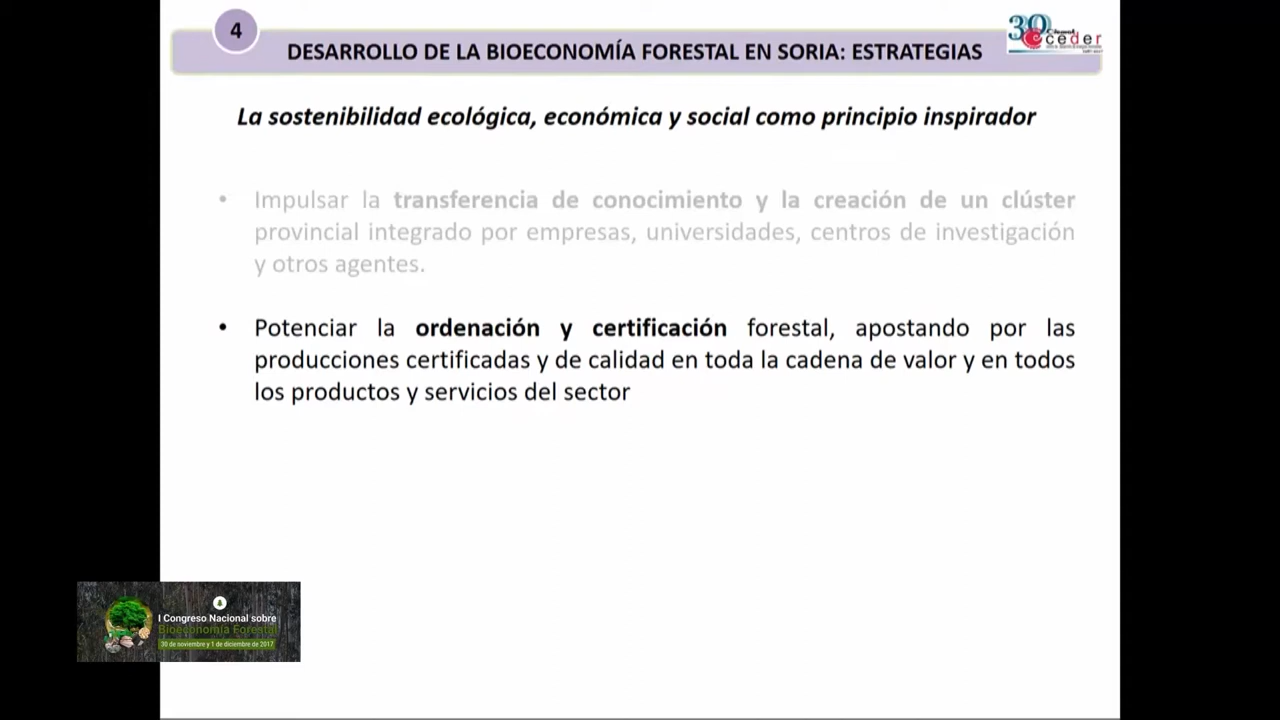 4
DESARROLLO DE LA BIOECONOMÍA FORESTAL EN SORIA: ESTRATEGIAS
30
ceder
La sostenibilidad ecológica, económica y social como principio inspirador
• Impulsar la transferencia de conocimiento y la creación de un clúster
provincial integrado por empresas, universidades, centros de investigación
y otros agentes.
• Potenciar la ordenación y certificación forestal, apostando por las
producciones certificadas y de calidad en toda la cadena de valor y en todos
los productos y servicios del sector
I Congreso Nacional sobre
Bioeconomía Forestal
30 de noviembre y 1 de diciembre de 2017